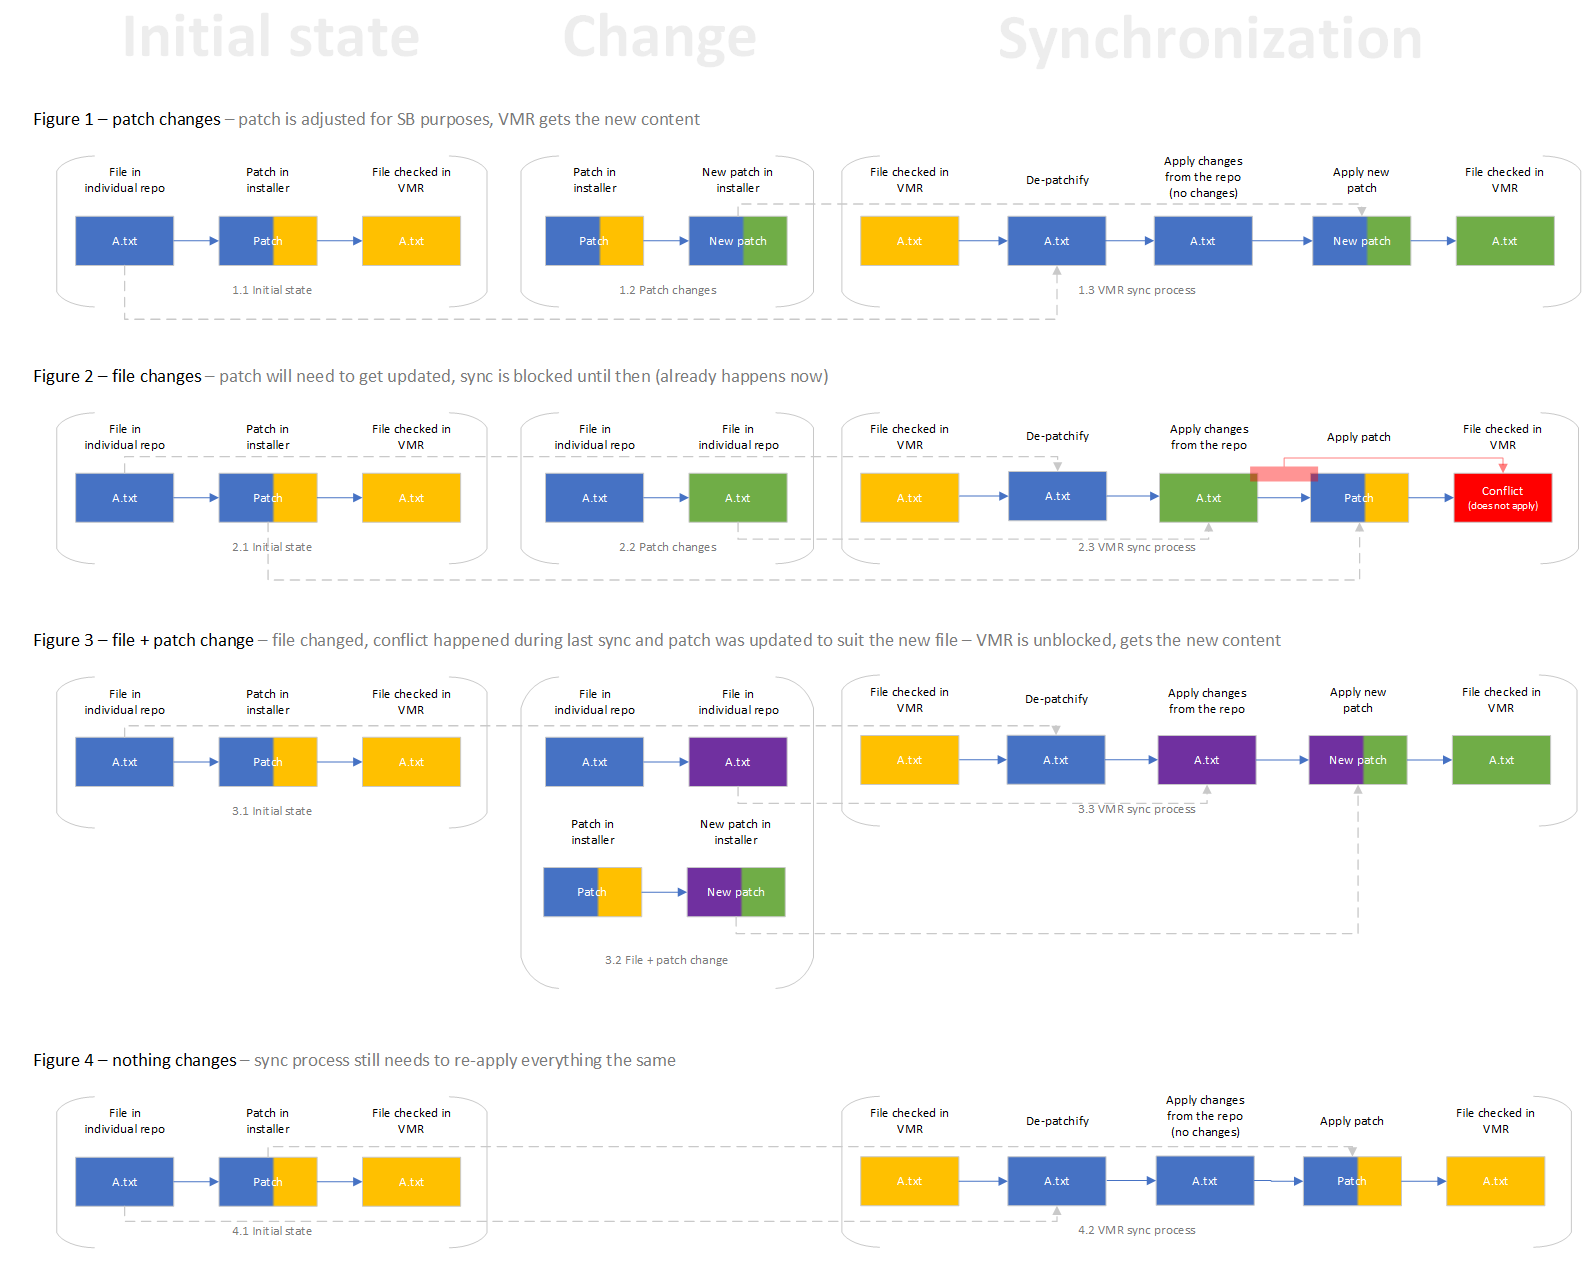 Initial state
Change
Synchronization
Figure 1 – patch changes – patch is adjusted for SB purposes, VMR gets the new content
File in
individual repo
Patch in
installer
File checked in
VMR
A.txt
Patch
A.txt
1.1 Initial state
Patch in
installer
New patch in
installer
Patch
New patch
1.2 Patch changes
File checked in
VMR
De-patchify
Apply changes
from the repo
(no changes)
Apply new
patch
File checked in
VMR
A.txt
A.txt
A.txt
New patch
A.txt
1.3 VMR sync process
Figure 2 – file changes – patch will need to get updated, sync is blocked until then (already happens now)
File in
individual repo
Patch in
installer
File checked in
VMR
A.txt
Patch
A.txt
2.1 Initial state
File in
individual repo
File in
individual repo
A.txt
A.txt
2.2 Patch changes
File checked in
VMR
De-patchify
Apply changes
from the repo
Apply patch
File checked in
VMR
A.txt
A.txt
A.txt
Patch
Conflict
(does not apply)
2.3 VMR sync process
Figure 3 – file + patch change – file changed, conflict happened during last sync and patch was updated to suit the new file – VMR is unblocked, gets the new content
File in
individual repo
Patch in
installer
File checked in
VMR
A.txt
Patch
A.txt
3.1 Initial state
File in
individual repo
File in
individual repo
A.txt
A.txt
Patch in
installer
New patch in
installer
Patch
New patch
3.2 File + patch change
File checked in
VMR
De-patchify
Apply changes
from the repo
Apply new
patch
File checked in
VMR
A.txt
A.txt
A.txt
New patch
A.txt
3.3 VMR sync process
Figure 4 – nothing changes – sync process still needs to re-apply everything the same
File in
individual repo
Patch in
installer
File checked in
VMR
A.txt
Patch
A.txt
4.1 Initial state
File checked in
VMR
De-patchify
Apply changes
from the repo
(no changes)
Apply patch
File checked in
VMR
A.txt
A.txt
A.txt
Patch
A.txt
4.2 VMR sync process